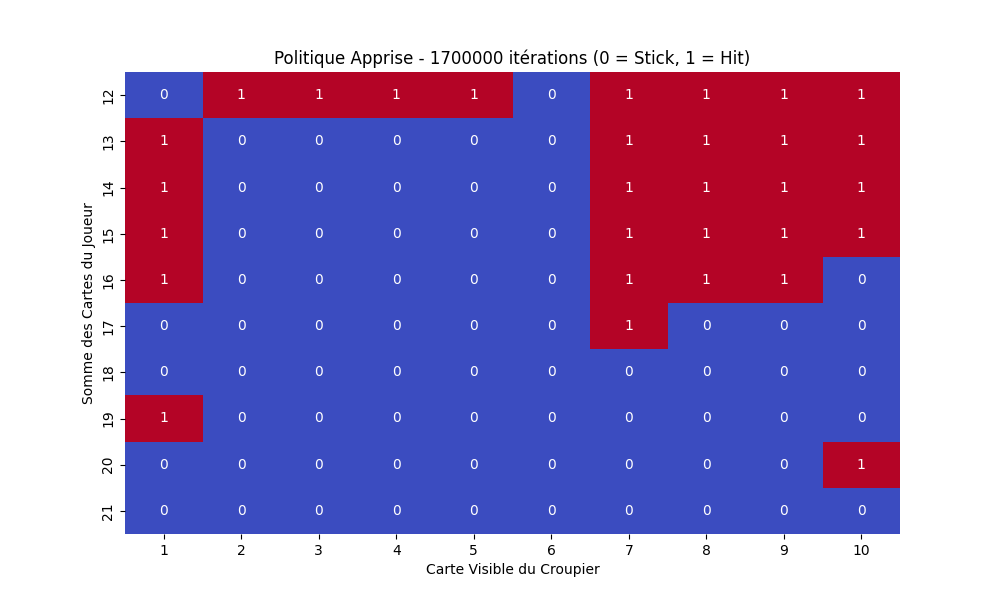 Politique Apprise - 1700000 itérations (0 = Stick, 1 = Hit)
Somme des Cartes du Joueur
12 0 1 1 1 1 0 1 1 1 1
13 1 0 0 0 0 0 1 1 1 1
14 1 0 0 0 0 0 1 1 1 1
15 1 0 0 0 0 0 1 1 1 1
16 1 0 0 0 0 0 1 1 1 0
17 0 0 0 0 0 0 1 0 0 0
18 0 0 0 0 0 0 0 0 0 0
19 1 0 0 0 0 0 0 0 0 0
20 0 0 0 0 0 0 0 0 0 1
21 0 0 0 0 0 0 0 0 0 0
1 2 3 4 5 6 7 8 9 10
Carte Visible du Croupier